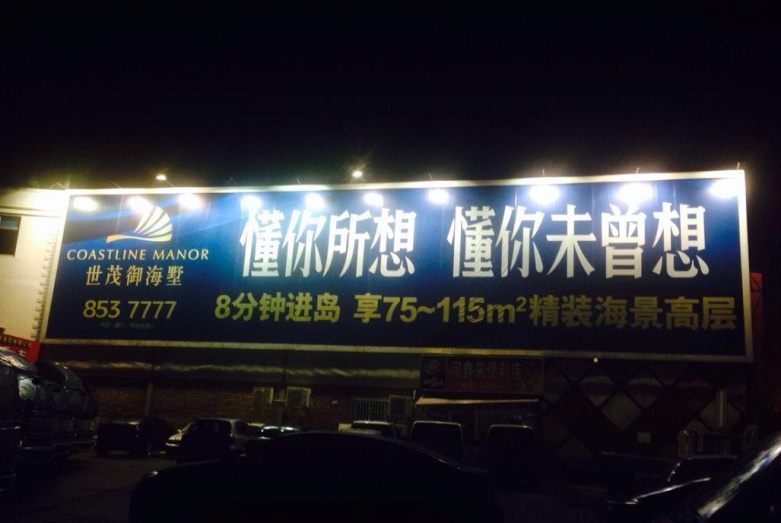 COASTLINE MANOR
世茂御海墅
853 7777
懂你所想 懂你未曾想
8分钟进岛 享75~115m²精装海景高层